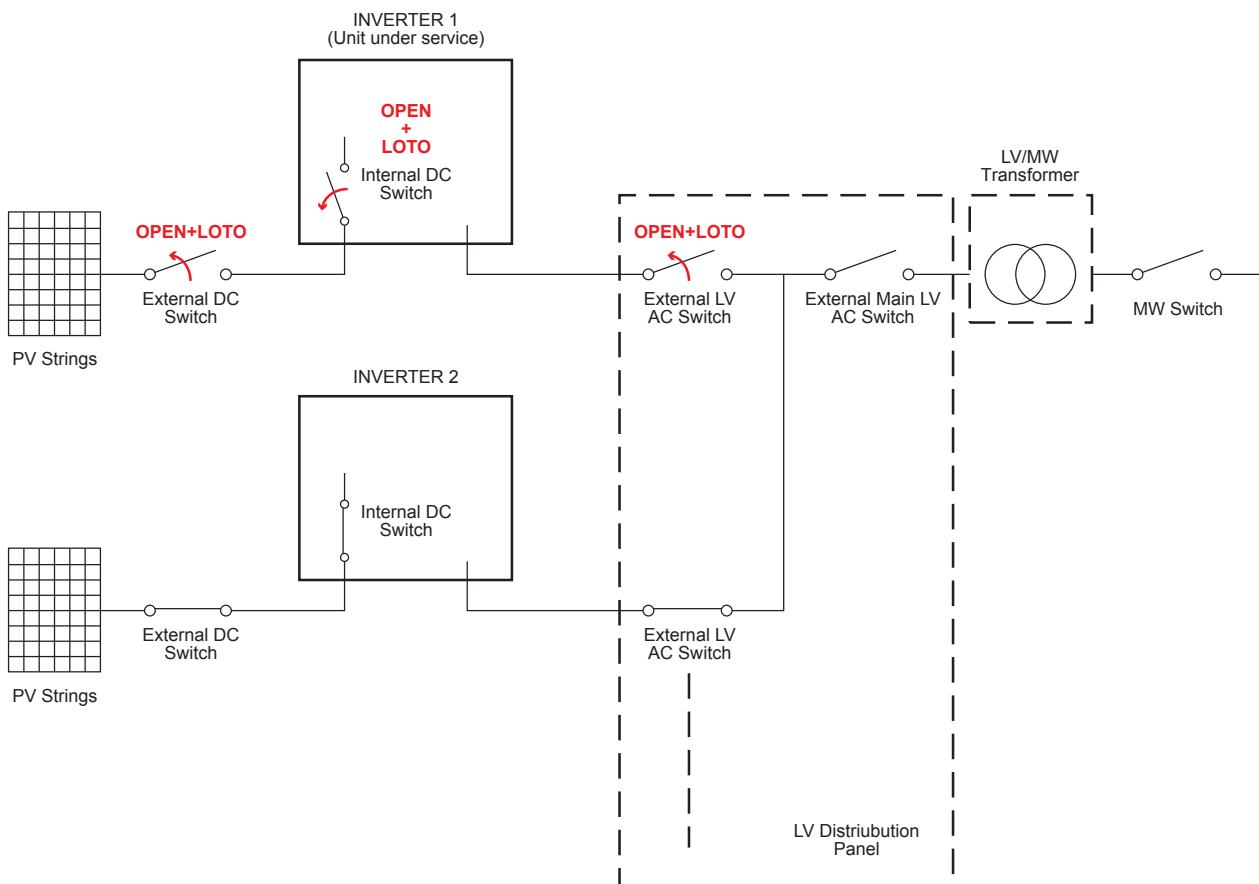 INVERTER 1
(Unit under service)
OPEN
+
LOTO
Internal DC
Switch
LV/MW
Transformer
OPEN+LOTO
External DC
Switch
PV Strings
OPEN+LOTO
External LV
AC Switch
External Main LV
AC Switch
MW Switch
INVERTER 2
Internal DC
Switch
External DC
Switch
PV Strings
External LV
AC Switch
LV Distriubution
Panel